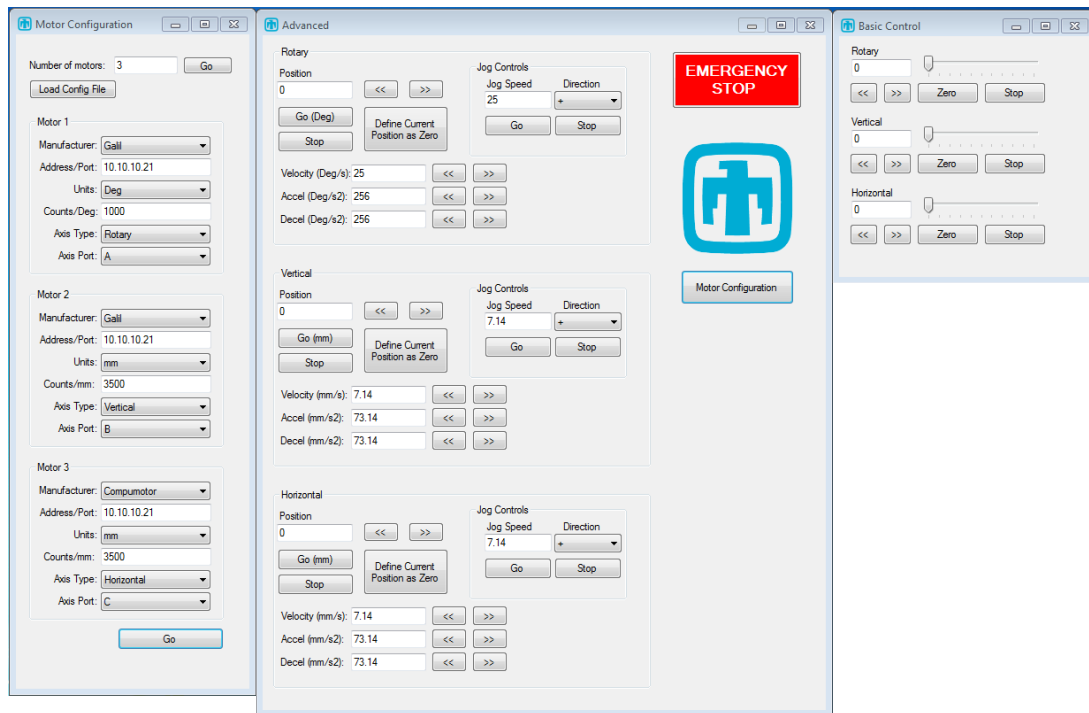 Motor Configuration
Number of motors: 3 Go
Load Config File
Motor 1
Manufacturer: Galil
Address/Port: 10.10.10.21
Units: Deg
Counts/Deg: 1000
Axis Type: Rotary
Axis Port: A
Motor 2
Manufacturer: Galil
Address/Port: 10.10.10.21
Units: mm
Counts/mm: 3500
Axis Type: Vertical
Axis Port: B
Motor 3
Manufacturer: Compumotor
Address/Port: 10.10.10.21
Units: mm
Counts/mm: 3500
Axis Type: Horizontal
Axis Port: C
Go
Advanced
Rotary
Position
0 << >>
Go (Deg)
Stop
Define Current
Position as Zero
Jog Controls
Jog Speed Direction
25 +
Go Stop
Velocity (Deg/s): 25 << >>
Accel (Deg/s2): 256 << >>
Decel (Deg/s2): 256 << >>
Vertical
Position
0 << >>
Go (mm)
Stop
Define Current
Position as Zero
Jog Controls
Jog Speed Direction
7.14 +
Go Stop
Velocity (mm/s): 7.14 << >>
Accel (mm/s2): 73.14 << >>
Decel (mm/s2): 73.14 << >>
Horizontal
Position
0 << >>
Go (mm)
Stop
Define Current
Position as Zero
Jog Controls
Jog Speed Direction
7.14 +
Go Stop
Velocity (mm/s): 7.14 << >>
Accel (mm/s2): 73.14 << >>
Decel (mm/s2): 73.14 << >>
EMERGENCY
STOP
Motor Configuration
Basic Control
Rotary
0
<< >> Zero Stop
Vertical
0
<< >> Zero Stop
Horizontal
0
<< >> Zero Stop